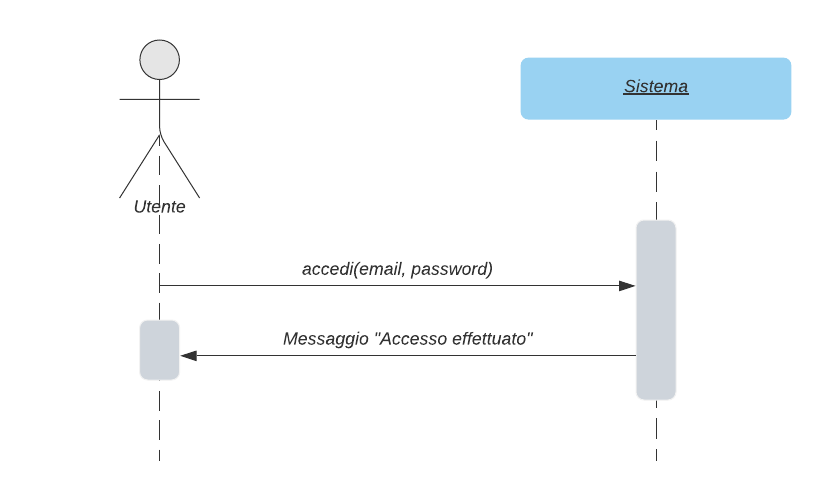 Sistema
Utente
accedi(email, password)
Messaggio "Accesso effettuato"